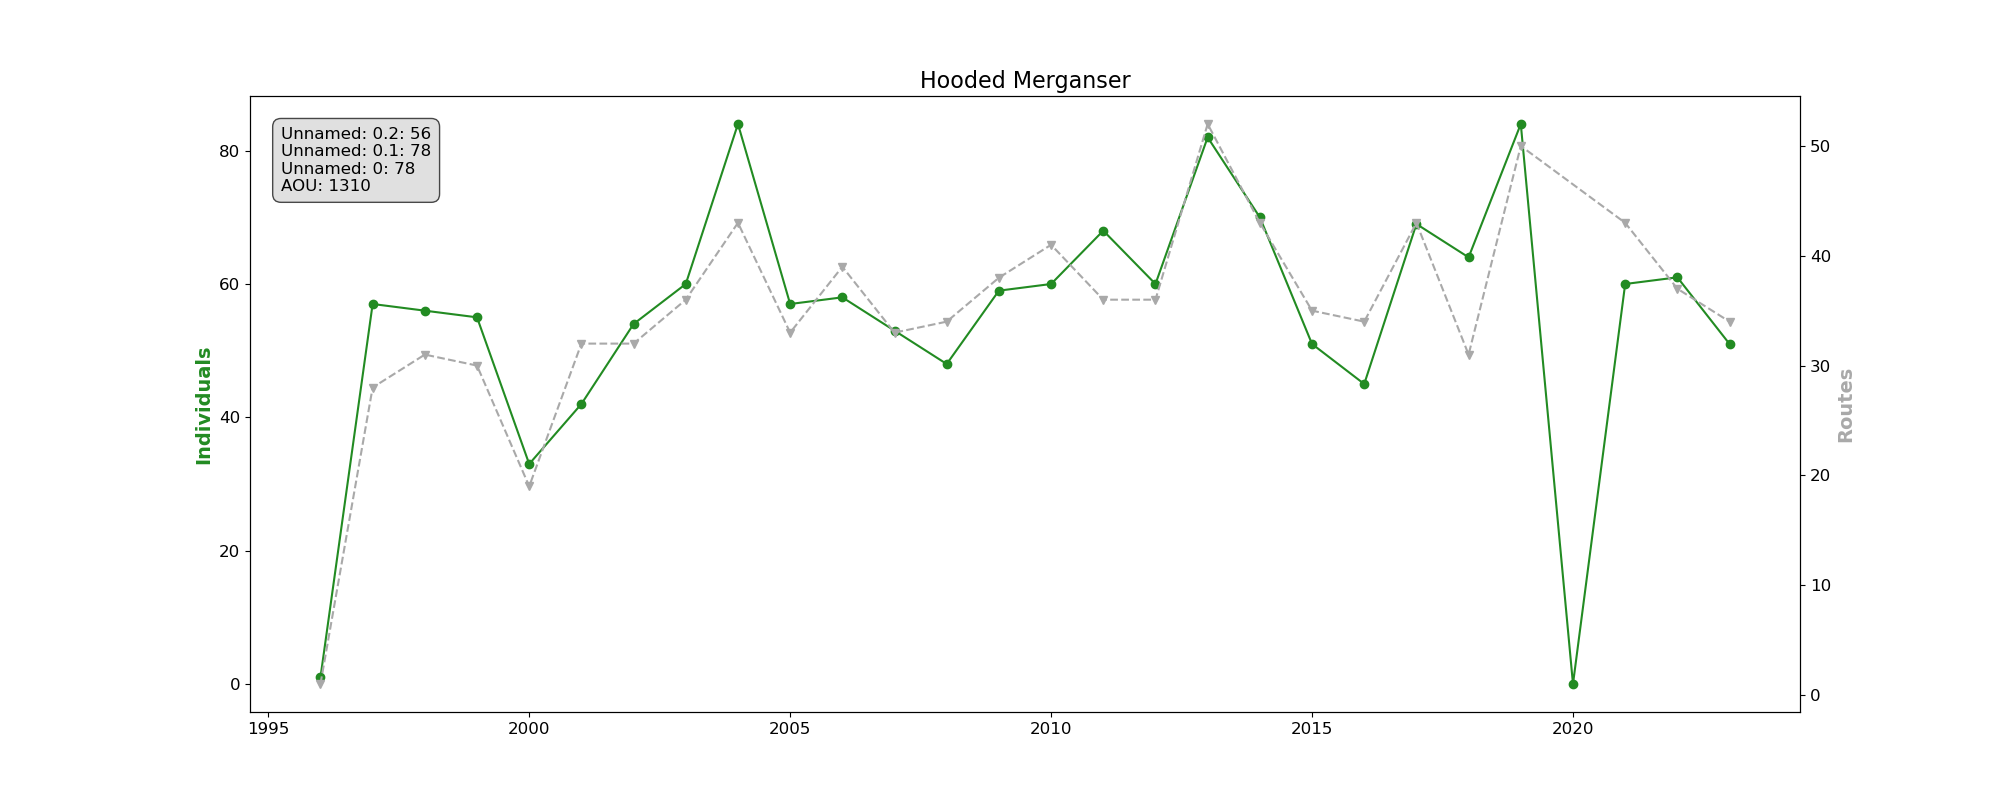 Hooded Merganser
Unnamed: 0.2: 56
Unnamed: 0.1: 78
Unnamed: 0: 78
AOU: 1310
Individuals
80
60
40
20
0
Routes
50
40
30
20
10
0
1995 2000 2005 2010 2015 2020